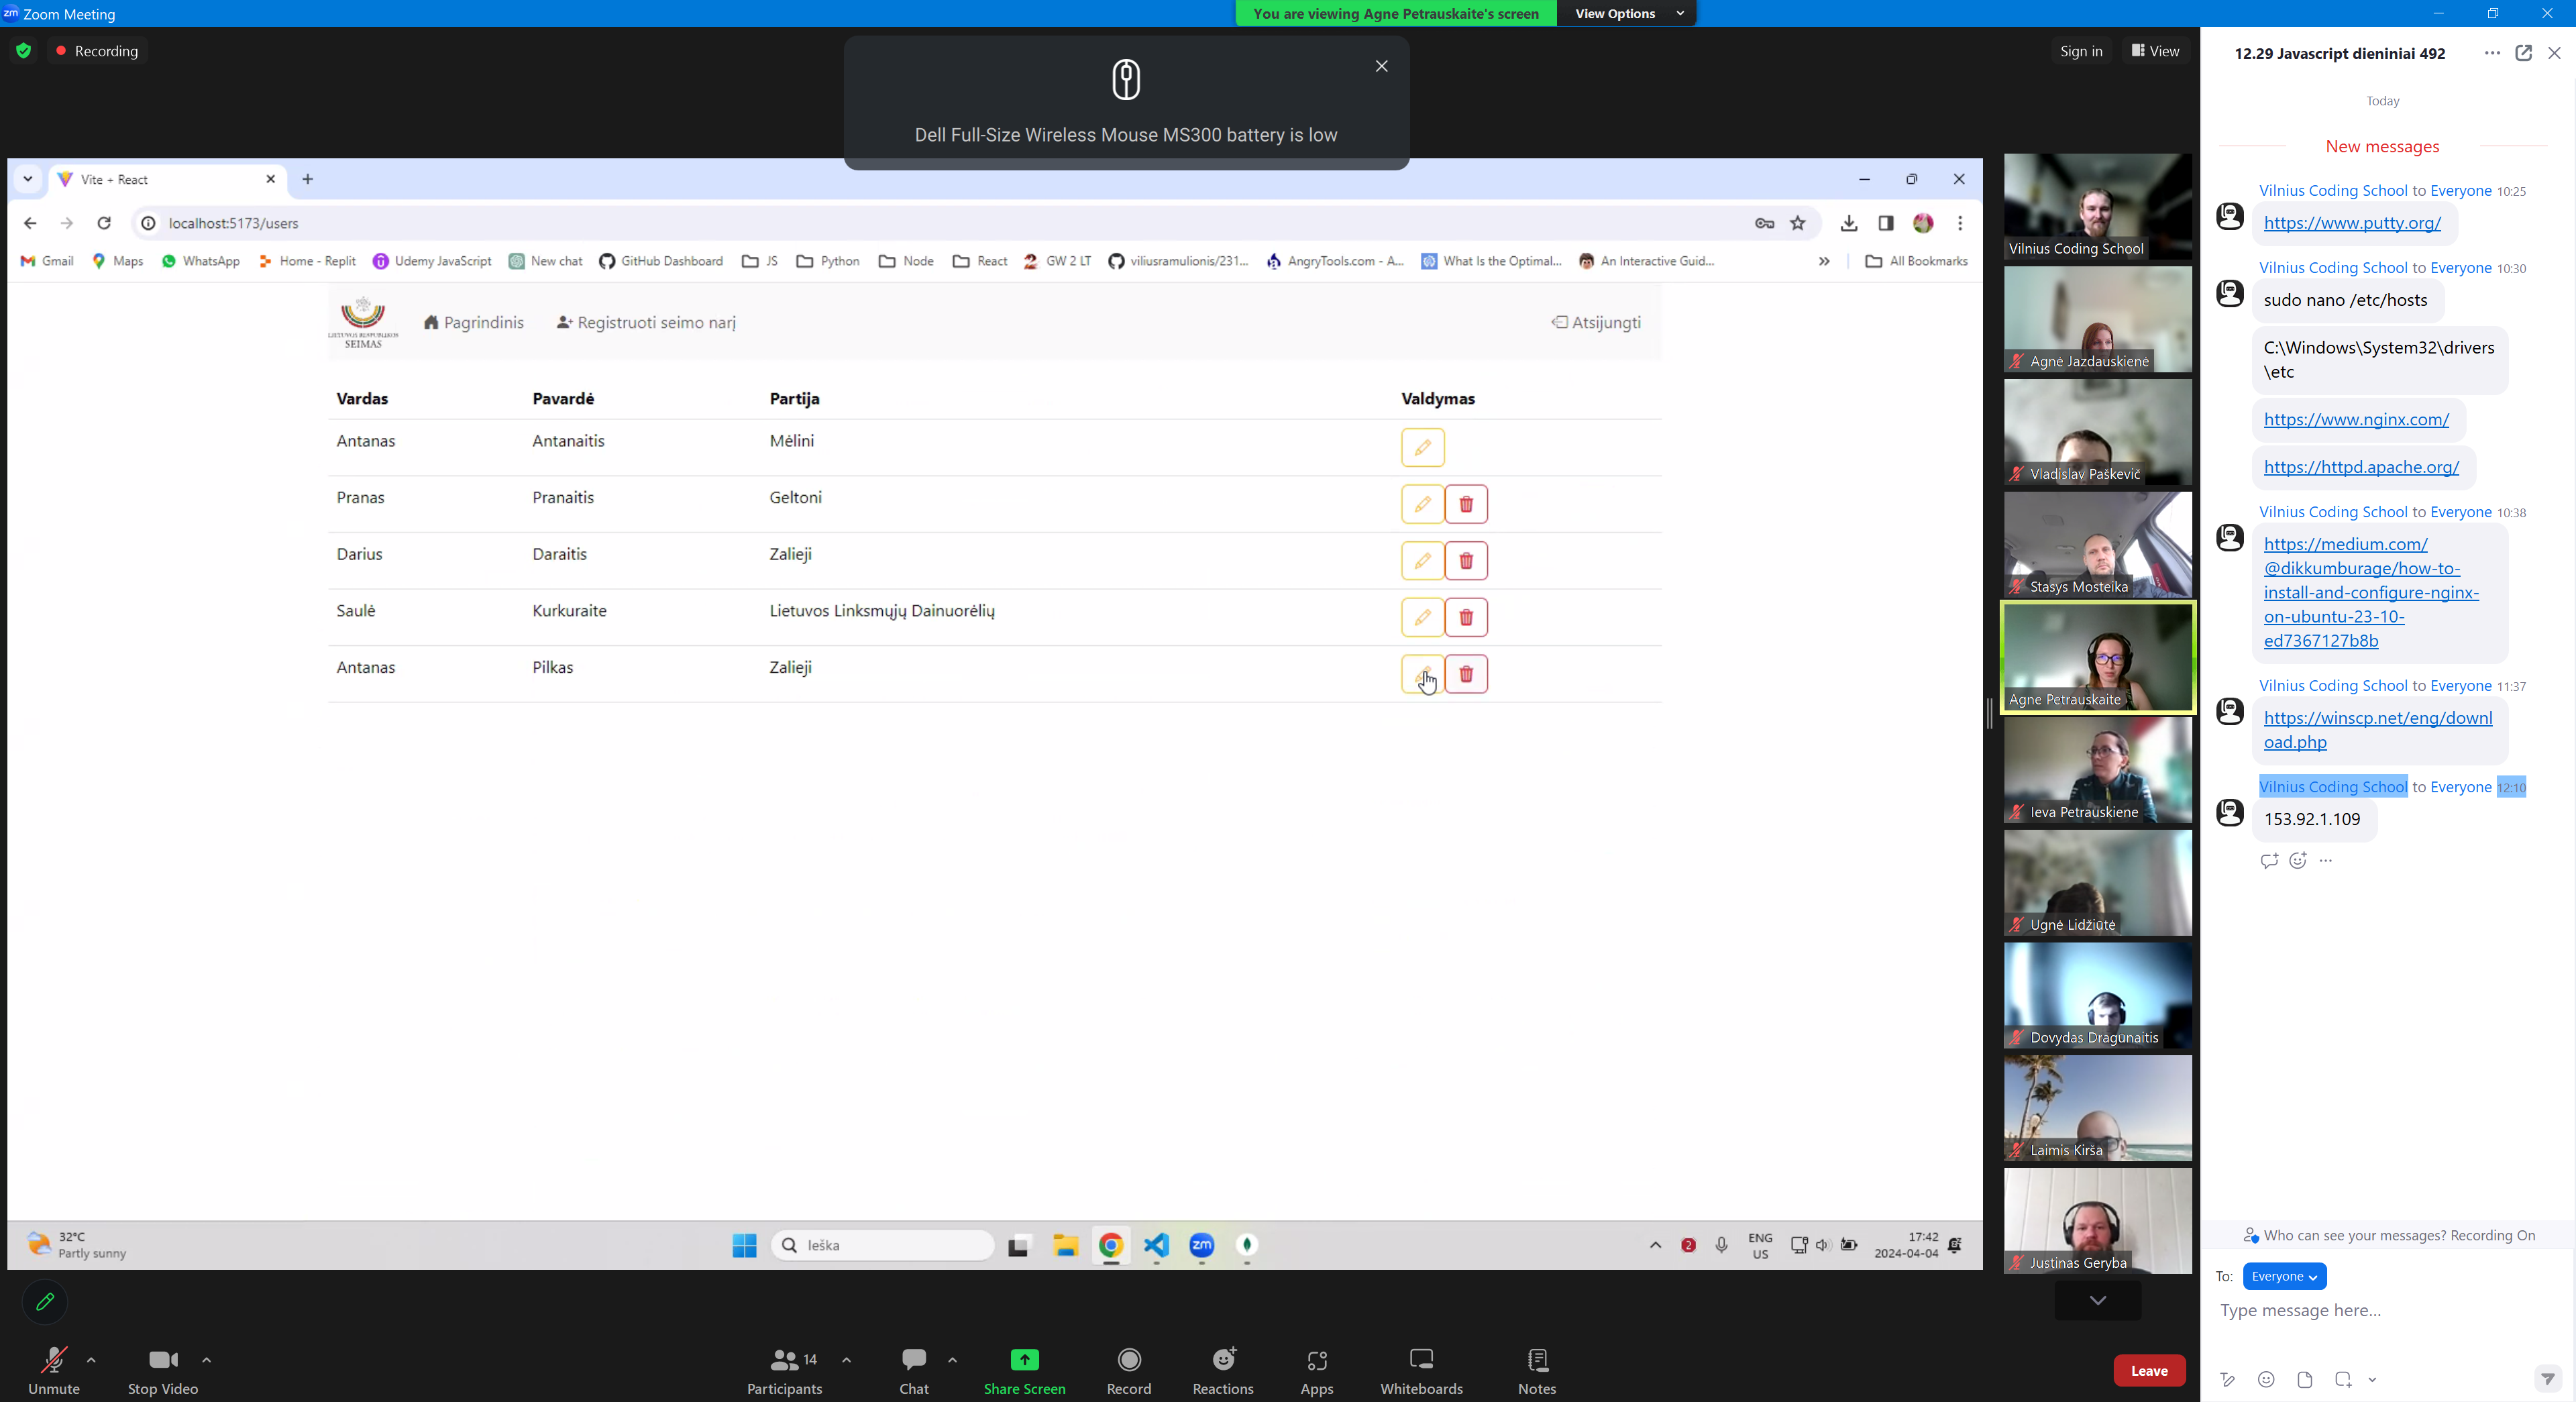 zm Zoom Meeting
You are viewing Agne Petrauskaite's screen
View Options
Recording
Sign in
View
Dell Full-Size Wireless Mouse MS300 battery is low
Vite + React
localhost:5173/users
Gmail
Maps
WhatsApp
Home - Replit
Udemy JavaScript
New chat
GitHub Dashboard
JS
Python
Node
React
GW 2 LT
viliusramulionis/231...
AngryTools.com - A...
What Is the Optimal...
An Interactive Guid...
»
All Bookmarks
LIETUVOS RESPUBLIKOS
SEIMAS
Pagrindinis
Registruoti seimo narį
Atsijungti
Vardas Pavardė Partija Valdymas
Antanas Antanaitis Mėlini
Pranas Pranaitis Geltoni
Darius Daraitis Zalieji
Saulė Kurkuraite Lietuvos Linksmųjų Dainuorėlių
Antanas Pilkas Zalieji
32°C
Partly sunny
Ieška
zm
2
ENG
US
17:42
2024-04-04
Vilnius Coding School
Agnė Jazdauskienė
Vladislav Paškevič
Stasys Mosteika
Agne Petrauskaite
Ieva Petrauskiene
Ugnė Lidžiūtė
Dovydas Dragūnaitis
Laimis Kirša
Justinas Geryba
12.29 Javascript dieniniai 492
Today
New messages
Vilnius Coding School to Everyone 10:25
https://www.putty.org/
Vilnius Coding School to Everyone 10:30
sudo nano /etc/hosts
C:\Windows\System32\drivers
\etc
https://www.nginx.com/
https://httpd.apache.org/
Vilnius Coding School to Everyone 10:38
https://medium.com/
@dikkumburage/how-to-
install-and-configure-nginx-
on-ubuntu-23-10-
ed7367127b8b
Vilnius Coding School to Everyone 11:37
https://winscp.net/eng/downl
oad.php
Vilnius Coding School to Everyone 12:10
153.92.1.109
Who can see your messages? Recording On
To: Everyone
Type message here...
Unmute
Stop Video
14
Participants
Chat
Share Screen
Record
Reactions
Apps
Whiteboards
Notes
Leave